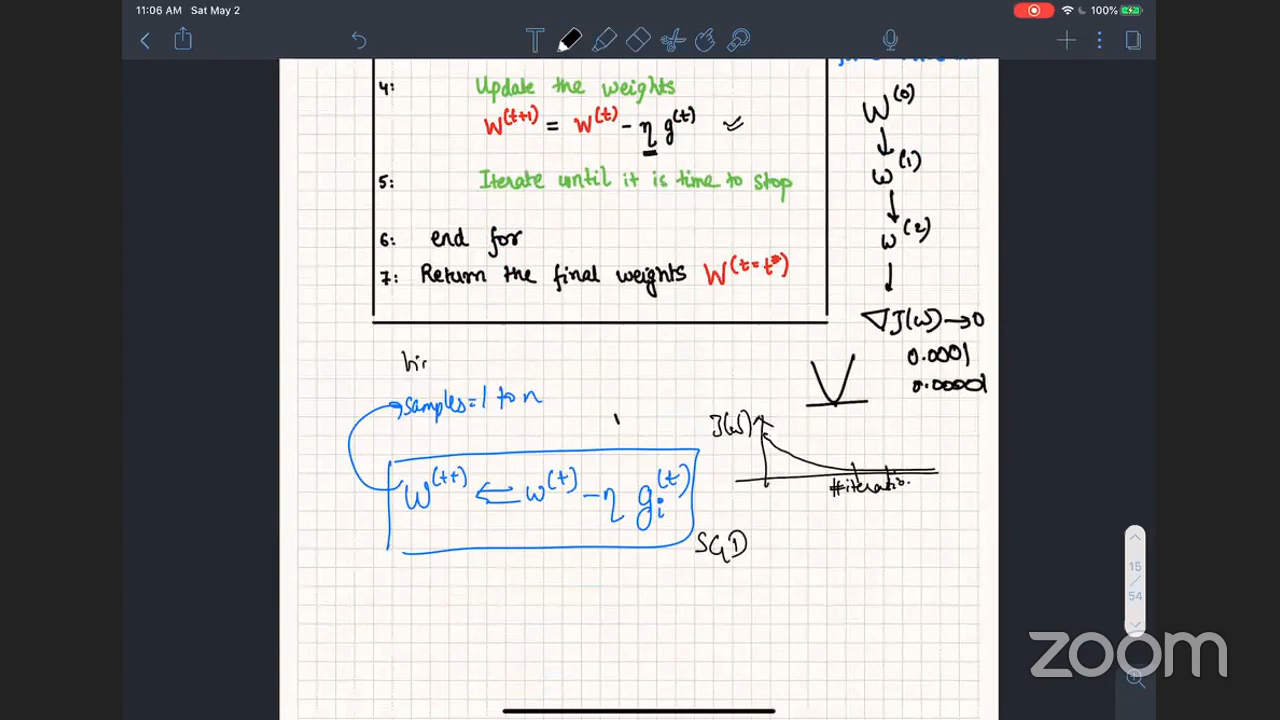 11:06 AM Sat May 2
100%
4: Update the weights
W^(t+1) = W^(t) - η g^(t)
5: Iterate until it is time to stop
6: end for
7: Return the final weights W^(t=t*)
W^(0)
↓
w^(1)
↓
w^(2)
↓
∇J(w) → 0
0.0001
0.00001
samples = 1 to n
W^(t+) ⇐ w^(t) - η g_i^(t)
SGD
J(w)
#iteratio.
15
/
54
zoom